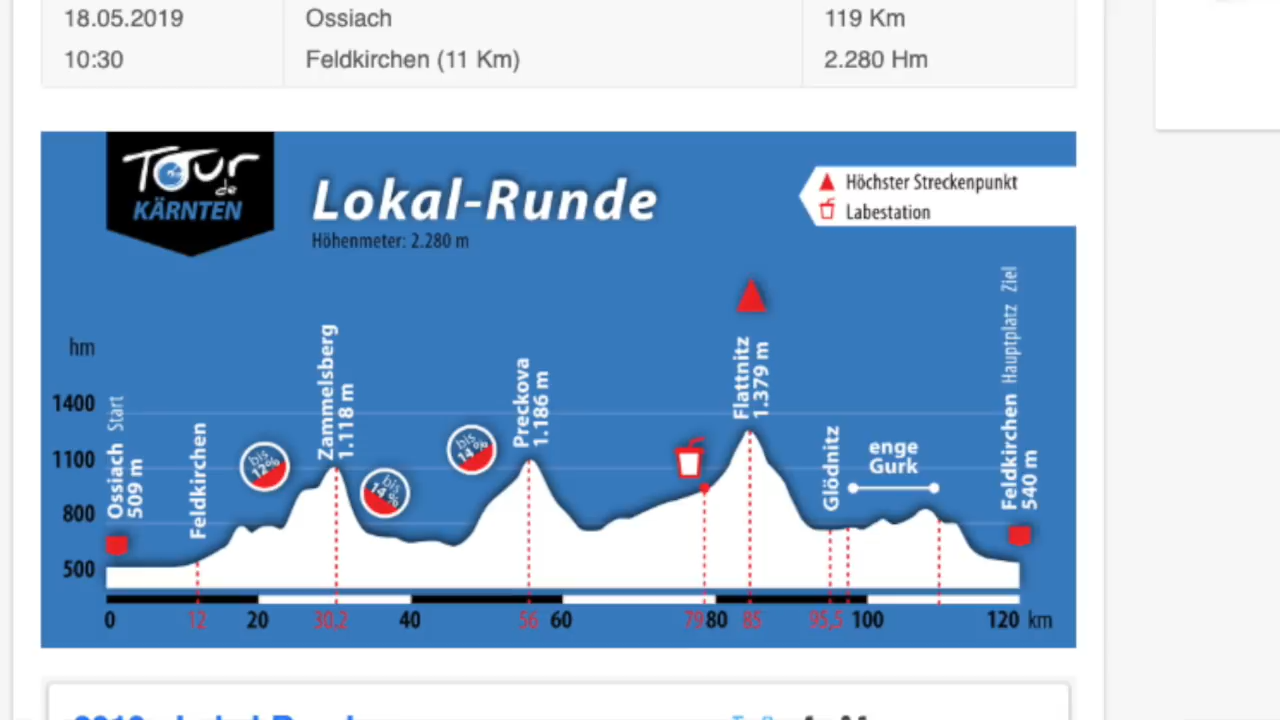 18.05.2019 Ossiach 119 Km
10:30 Feldkirchen (11 Km) 2.280 Hm
Tour
de
KÄRNTEN
Lokal-Runde
Höhenmeter: 2.280 m
Höchster Streckenpunkt
Labestation
hm
1400
1100
800
500
Ossiach Start
509 m
Feldkirchen
bis
12%
Zammelsberg
1.118 m
bis
14%
bis
14%
Preckova
1.186 m
Flattnitz
1.379 m
Glödnitz
enge
Gurk
Feldkirchen Hauptplatz Ziel
540 m
0 12 20 30,2 40 56 60 79 80 85 95,5 100 120 km